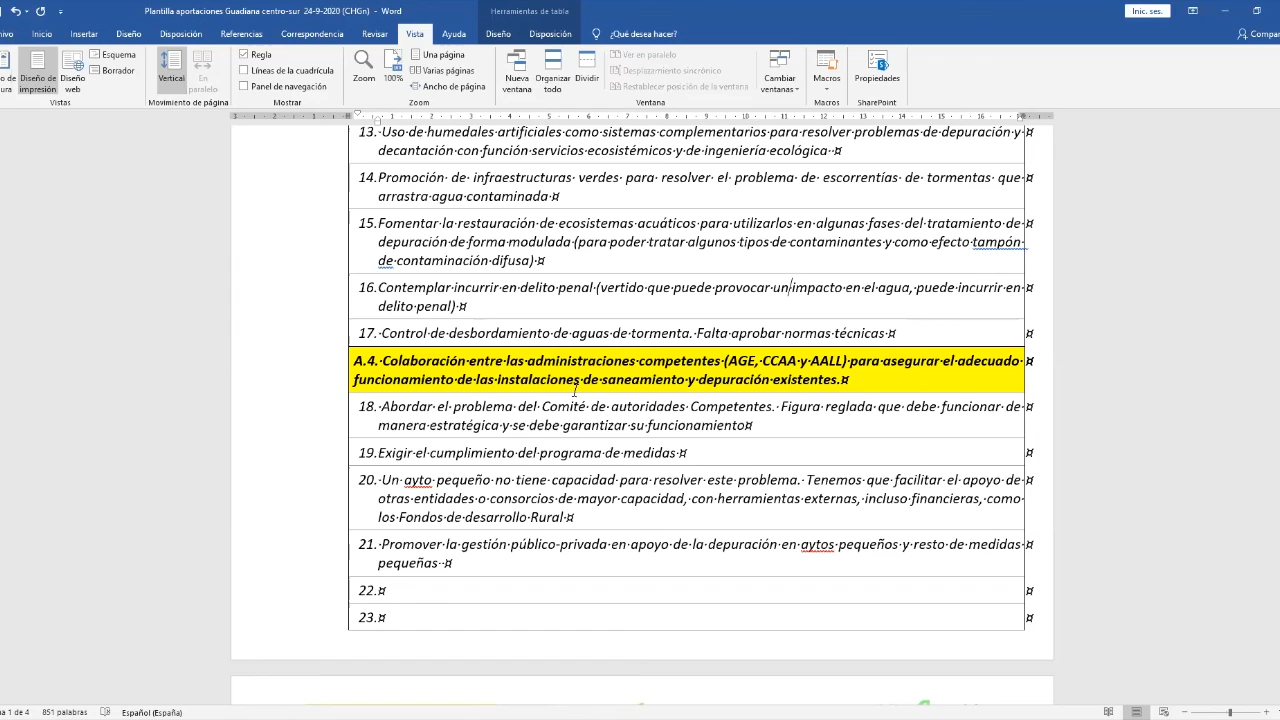 Plantilla aportaciones Guadiana centro-sur 24-9-2020 (CHGn) - Word
Herramientas de tabla
Inic. ses.
Inicio Insertar Diseño Disposición Referencias Correspondencia Revisar Vista Ayuda Diseño Disposición ¿Qué desea hacer?
Diseño de impresión
Diseño web
Esquema
Borrador
Vistas
Vertical
En paralelo
Movimiento de página
Regla
Líneas de la cuadrícula
Panel de navegación
Mostrar
Zoom
100%
Una página
Varias páginas
Ancho de página
Zoom
Nueva ventana
Organizar todo
Dividir
Ver en paralelo
Desplazamiento sincrónico
Restablecer posición de la ventana
Ventana
Cambiar ventanas
Macros
Macros
Propiedades
SharePoint
13. Uso de humedales artificiales como sistemas complementarios para resolver problemas de depuración y
decantación con función servicios ecosistémicos y de ingeniería ecológica
14. Promoción de infraestructuras verdes para resolver el problema de escorrentías de tormentas que
arrastra agua contaminada
15. Fomentar la restauración de ecosistemas acuáticos para utilizarlos en algunas fases del tratamiento de
depuración de forma modulada (para poder tratar algunos tipos de contaminantes y como efecto tampón
de contaminación difusa)
16. Contemplar incurrir en delito penal (vertido que puede provocar un impacto en el agua, puede incurrir en
delito penal)
17. Control de desbordamiento de aguas de tormenta. Falta aprobar normas técnicas
A.4. Colaboración entre las administraciones competentes (AGE, CCAA y AALL) para asegurar el adecuado
funcionamiento de las instalaciones de saneamiento y depuración existentes.
18. Abordar el problema del Comité de autoridades Competentes. Figura reglada que debe funcionar de
manera estratégica y se debe garantizar su funcionamiento
19. Exigir el cumplimiento del programa de medidas
20. Un ayto pequeño no tiene capacidad para resolver este problema. Tenemos que facilitar el apoyo de
otras entidades o consorcios de mayor capacidad, con herramientas externas, incluso financieras, como
los Fondos de desarrollo Rural
21. Promover la gestión público-privada en apoyo de la depuración en aytos pequeños y resto de medidas
pequeñas
22.
23.
1 de 4 851 palabras Español (España)